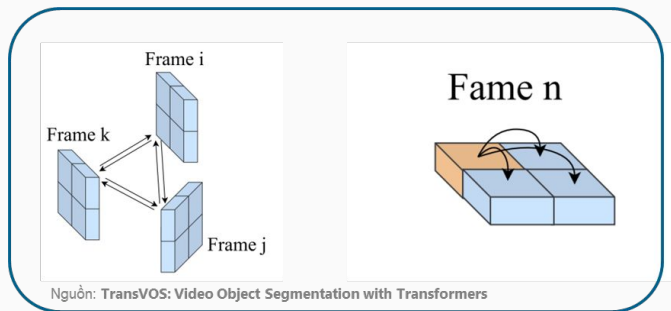 Frame i
Frame k
Frame j
Fame n
Nguồn: TransVOS: Video Object Segmentation with Transformers